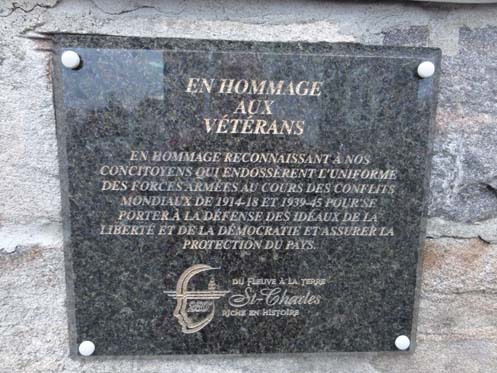 EN HOMMAGE
AUX
VÉTÉRANS
EN HOMMAGE RECONNAISSANT À NOS
CONCITOYENS QUI ENDOSSÈRENT L'UNIFORME
DES FORCES ARMÉES AU COURS DES CONFLITS
MONDIAUX DE 1914-18 ET 1939-45 POUR SE
PORTER À LA DÉFENSE DES IDÉAUX DE LA
LIBERTÉ ET DE LA DÉMOCRATIE ET ASSURER LA
PROTECTION DU PAYS.
DU FLEUVE À LA TERRE
St-Charles
RICHE EN HISTOIRE